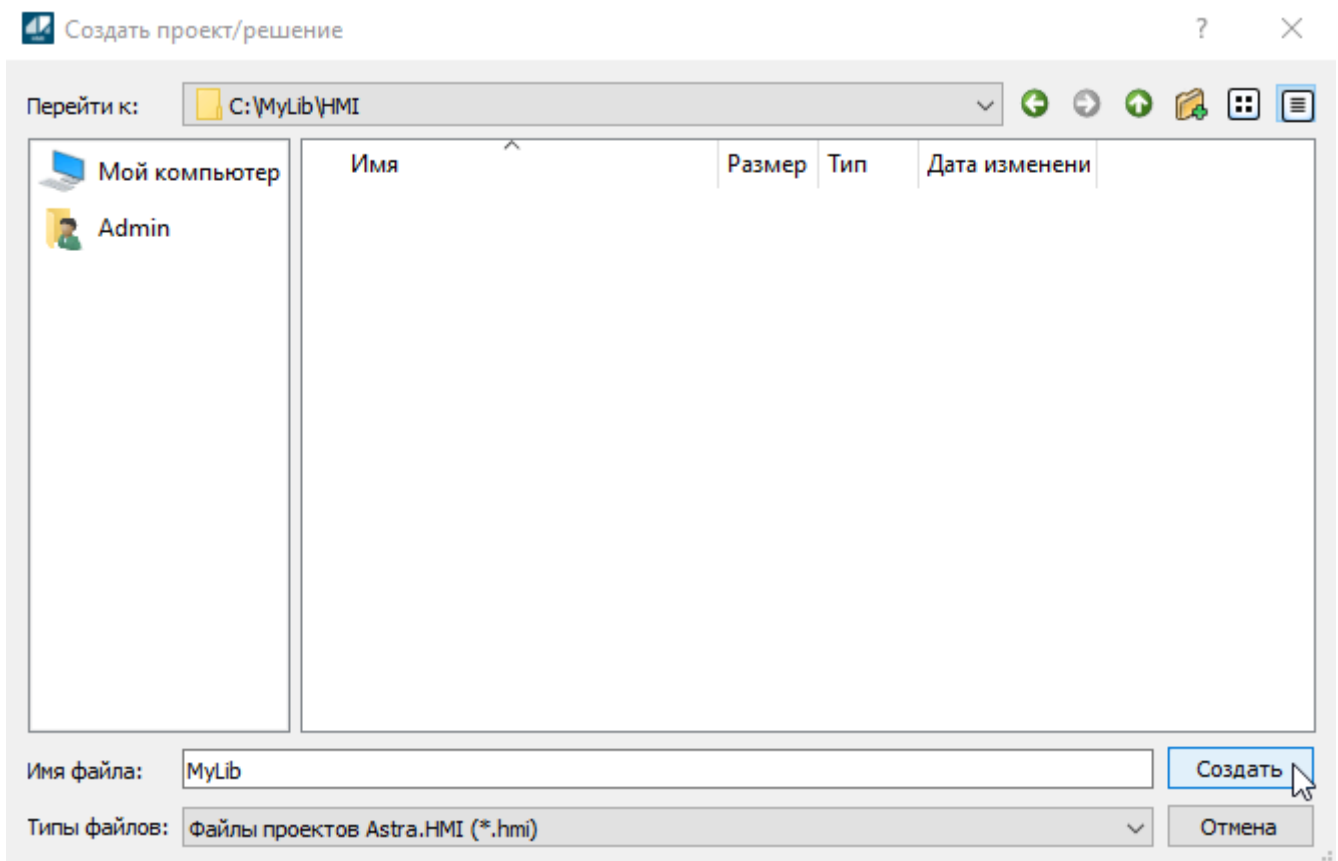 Создать проект/решение
Перейти к: C:\MyLib\HMI
Имя Размер Тип Дата изменени
Мой компьютер
Admin
Имя файла: MyLib Создать
Типы файлов: Файлы проектов Astra.HMI (*.hmi) Отмена